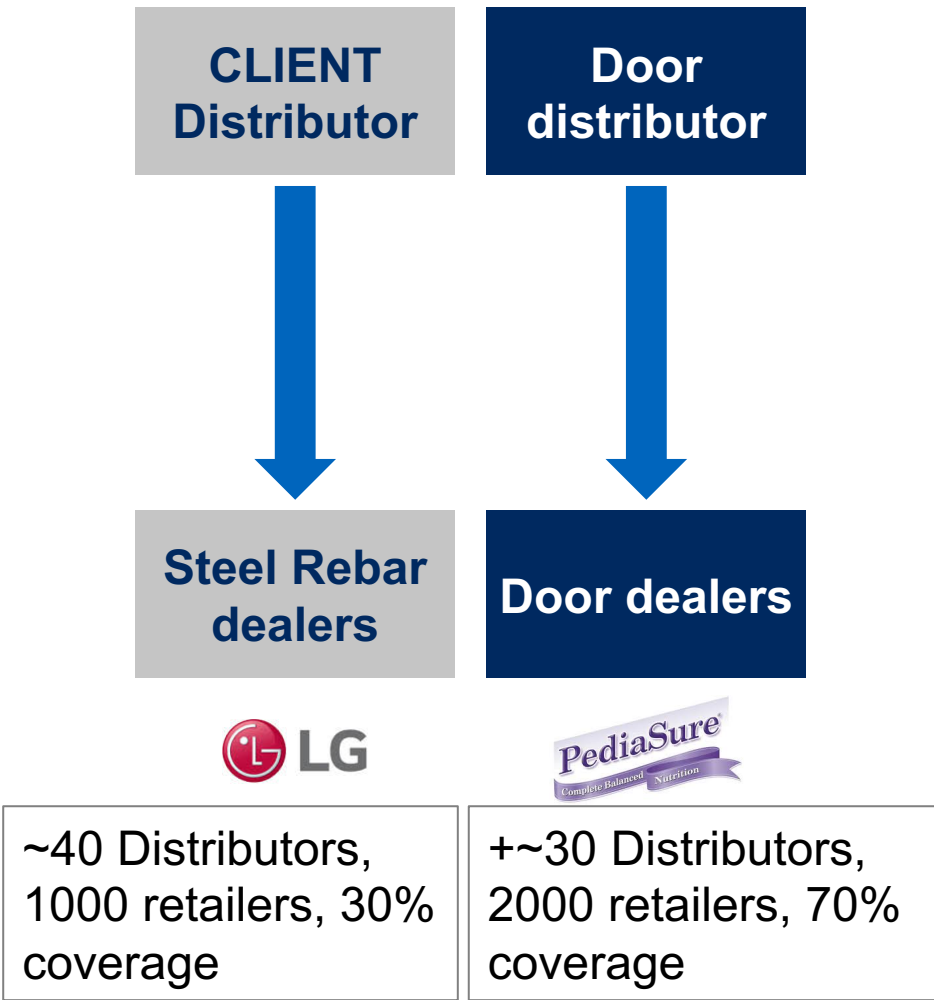 CLIENT
Distributor
Door
distributor
Steel Rebar
dealers
Door dealers
LG
PediaSure
Complete Balanced Nutrition
~40 Distributors,
1000 retailers, 30%
coverage
+~30 Distributors,
2000 retailers, 70%
coverage